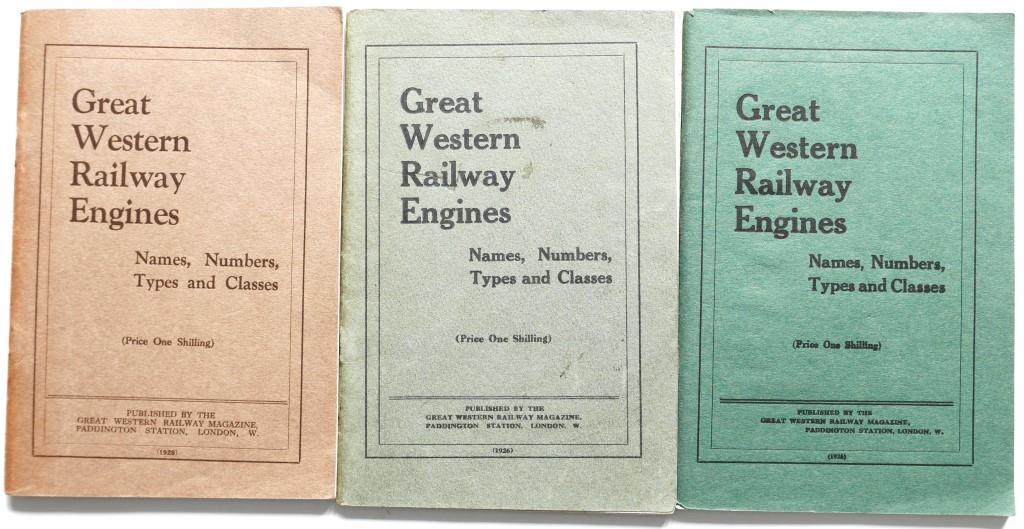 Great
Western
Railway
Engines
Names, Numbers,
Types and Classes
(Price One Shilling)
PUBLISHED BY THE
GREAT WESTERN RAILWAY MAGAZINE,
PADDINGTON STATION, LONDON, W.
Great
Western
Railway
Engines
Names, Numbers,
Types and Classes
(Price One Shilling)
PUBLISHED BY THE
GREAT WESTERN RAILWAY MAGAZINE,
PADDINGTON STATION, LONDON, W.
(1926)
Great
Western
Railway
Engines
Names, Numbers,
Types and Classes
(Price One Shilling)
PUBLISHED BY THE
GREAT WESTERN RAILWAY MAGAZINE,
PADDINGTON STATION, LONDON, W.